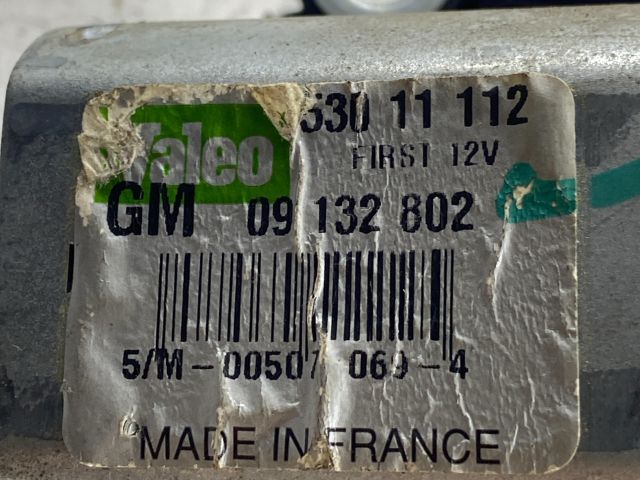 Valeo 530 11 112
FIRST 12V
GM 09 132 802
5/M-00507 069-4
MADE IN FRANCE